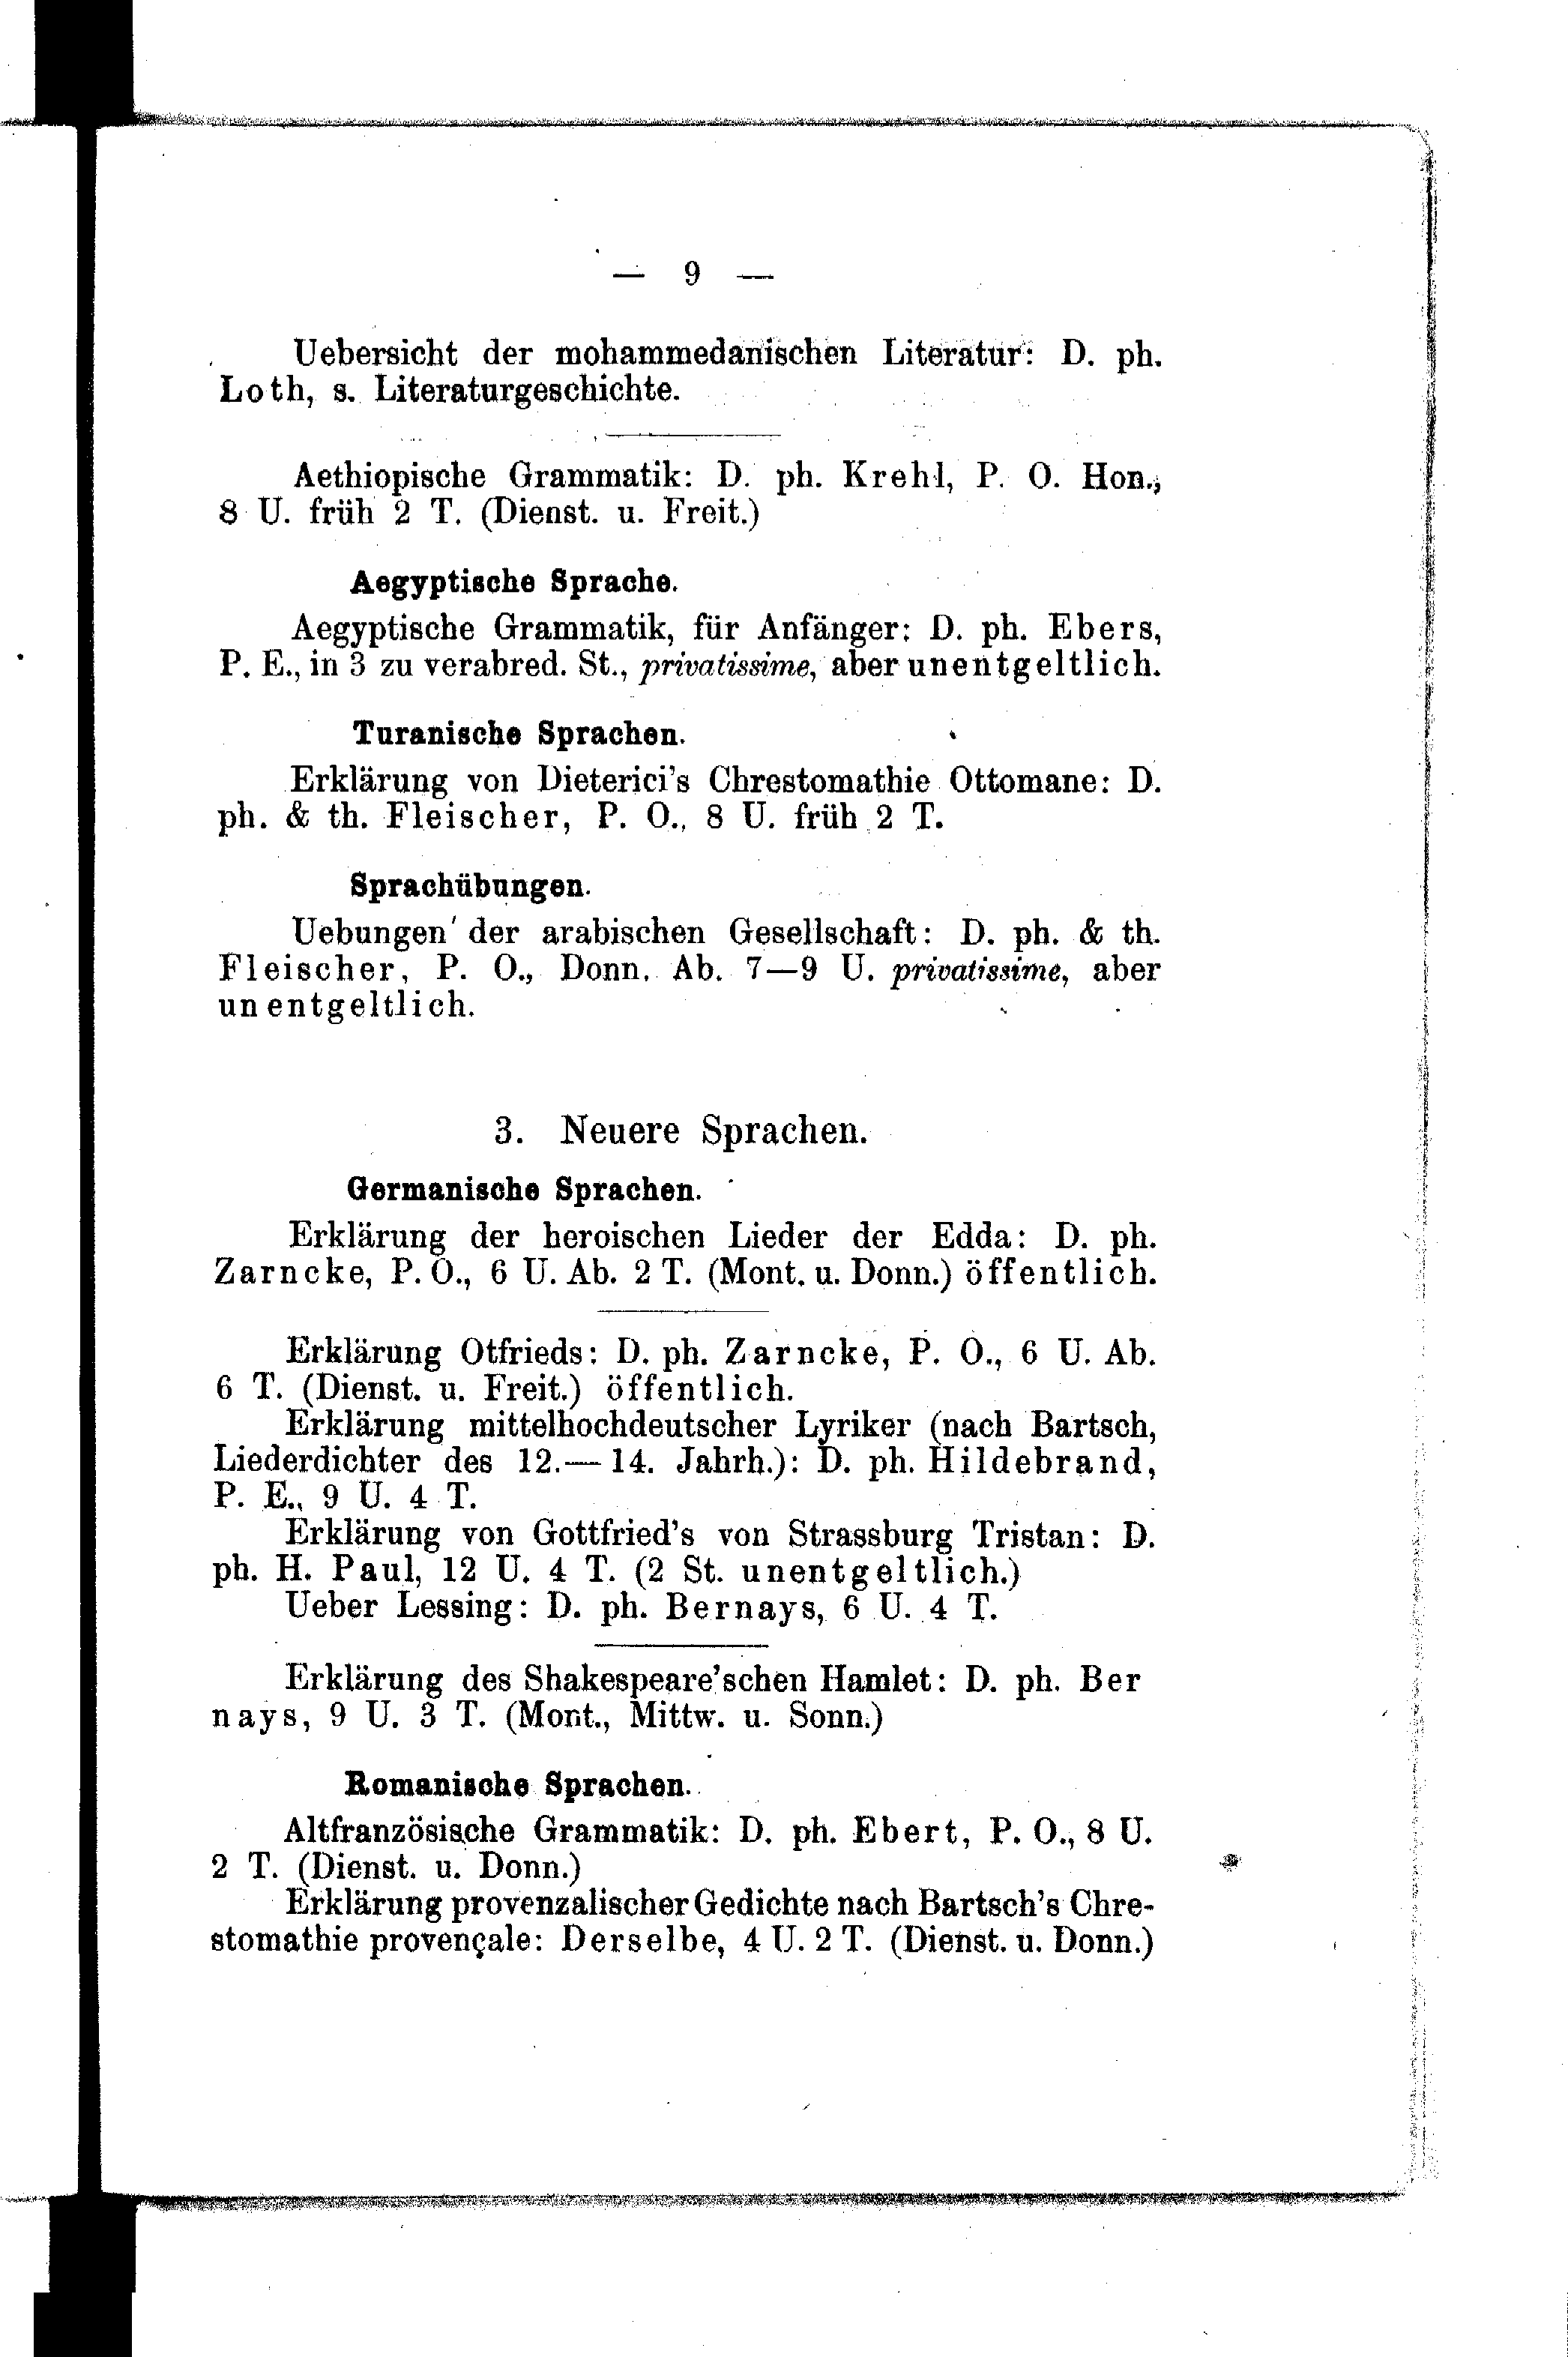 — 9 —
Uebersicht der mohammedanischen Literatur: D. ph.
Loth, s. Literaturgeschichte.
Aethiopische Grammatik: D. ph. Krehl, P. O. Hon.,
8 U. früh 2 T. (Dienst. u. Freit.)
Aegyptische Sprache.
Aegyptische Grammatik, für Anfänger: D. ph. Ebers,
P. E., in 3 zu verabred. St., privatissime, aber unentgeltlich.
Turanische Sprachen.
Erklärung von Dieterici's Chrestomathie Ottomane: D.
ph. & th. Fleischer, P. O., 8 U. früh 2 T.
Sprachübungen.
Uebungen der arabischen Gesellschaft: D. ph. & th.
Fleischer, P. O., Donn. Ab. 7—9 U. privatissime, aber
unentgeltlich.
3. Neuere Sprachen.
Germanische Sprachen.
Erklärung der heroischen Lieder der Edda: D. ph.
Zarncke, P. O., 6 U. Ab. 2 T. (Mont. u. Donn.) öffentlich.
Erklärung Otfrieds: D. ph. Zarncke, P. O., 6 U. Ab.
6 T. (Dienst. u. Freit.) öffentlich.
Erklärung mittelhochdeutscher Lyriker (nach Bartsch,
Liederdichter des 12.—14. Jahrh.): D. ph. Hildebrand,
P. E., 9 U. 4 T.
Erklärung von Gottfried's von Strassburg Tristan: D.
ph. H. Paul, 12 U. 4 T. (2 St. unentgeltlich.)
Ueber Lessing: D. ph. Bernays, 6 U. 4 T.
Erklärung des Shakespeare'schen Hamlet: D. ph. Ber
nays, 9 U. 3 T. (Mont., Mittw. u. Sonn.)
Romanische Sprachen.
Altfranzösische Grammatik: D. ph. Ebert, P. O., 8 U.
2 T. (Dienst. u. Donn.)
Erklärung provenzalischer Gedichte nach Bartsch's Chre-
stomathie provençale: Derselbe, 4 U. 2 T. (Dienst. u. Donn.)